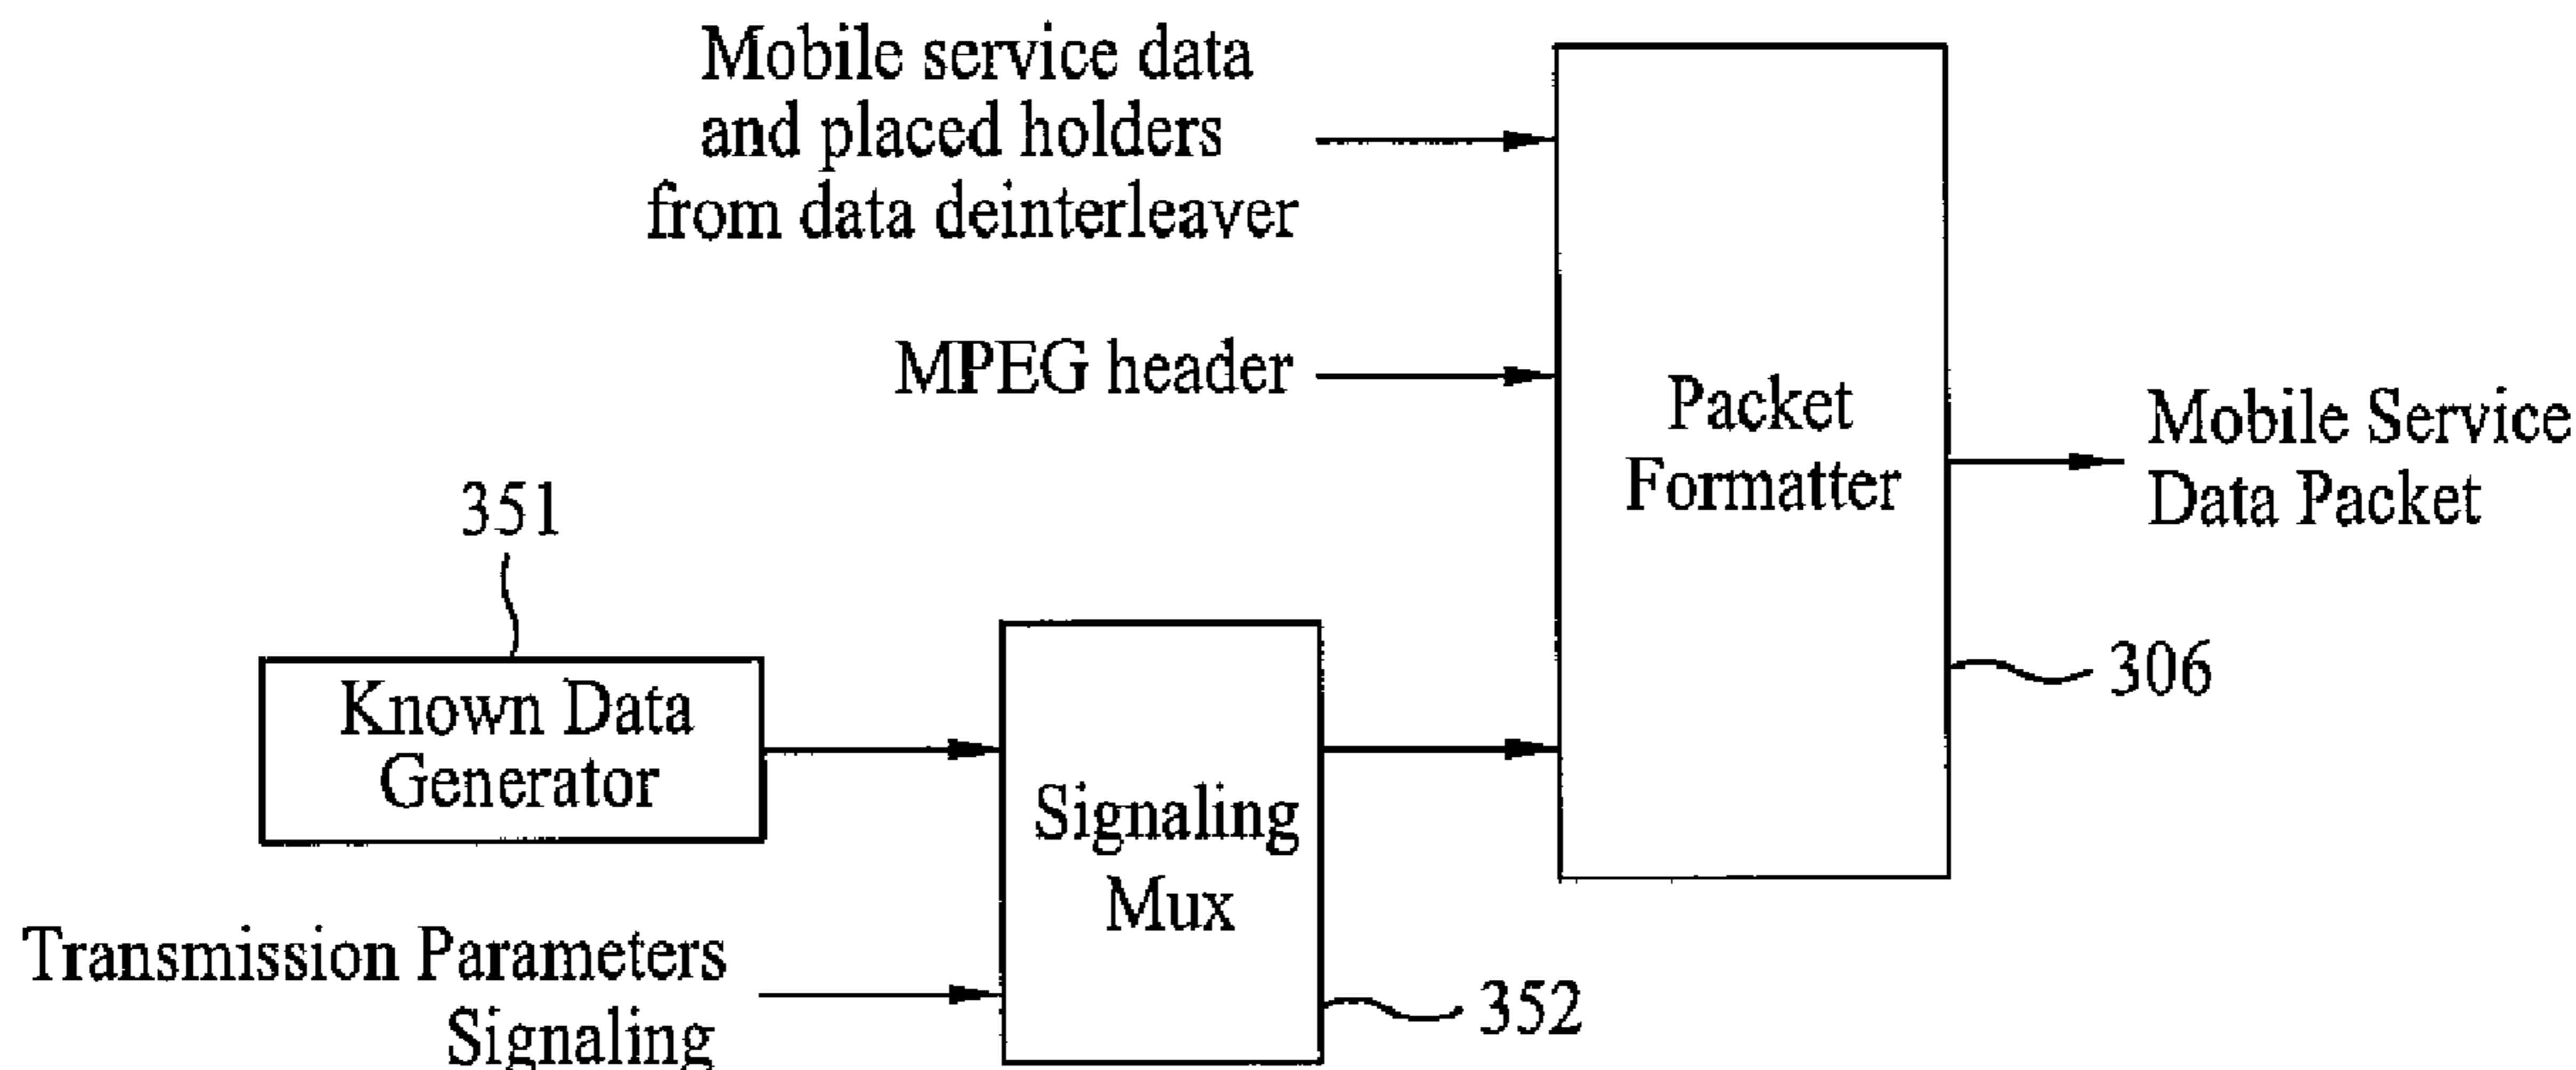 Mobile service data
and placed holders
from data deinterleaver
MPEG header
Packet
Formatter
Mobile Service
Data Packet
351
306
Known Data
Generator
Signaling
Mux
Transmission Parameters
Signaling
352